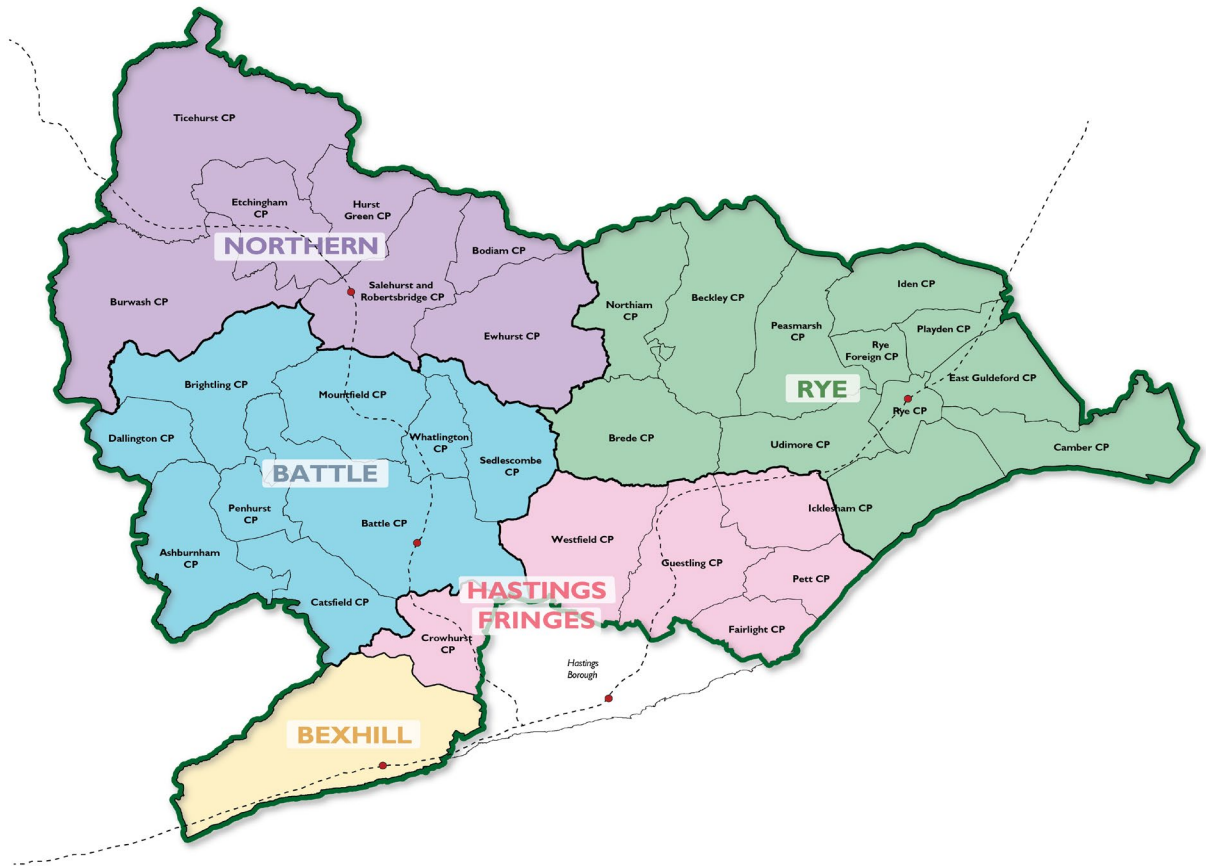 Ticehurst CP
Etchingham
CP
Hurst
Green CP
NORTHERN
Bodiam CP
Burwash CP
Salehurst and
Robertsbridge CP
Ewhurst CP
Northiam
CP
Beckley CP
Peasmarsh
CP
Iden CP
Playden CP
Rye
Foreign CP
East Guldeford CP
RYE
Rye CP
Brede CP
Udimore CP
Camber CP
Brightling CP
Mountfield CP
Dallington CP
Whatlington
CP
Sedlescombe
CP
BATTLE
Penhurst
CP
Battle CP
Ashburnham
CP
Catsfield CP
Icklesham CP
Westfield CP
Guestling CP
Pett CP
HASTINGS
FRINGES
Fairlight CP
Crowhurst
CP
Hastings
Borough
BEXHILL